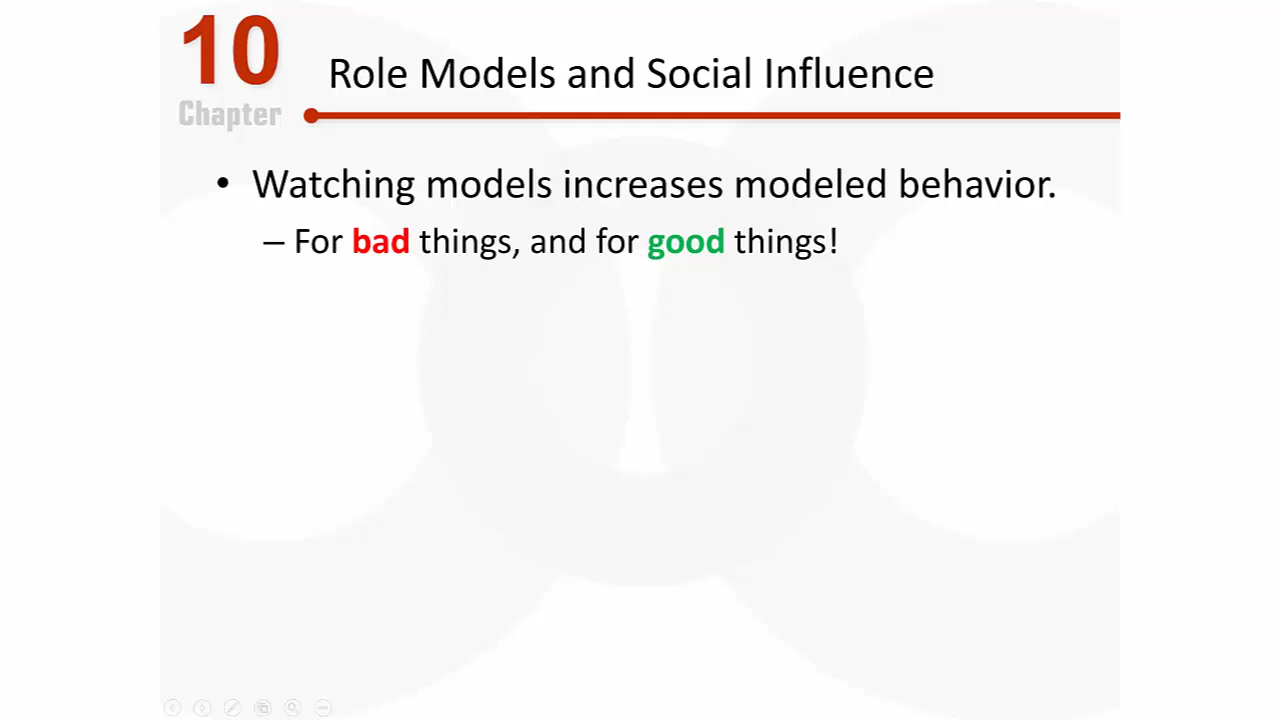 10
Chapter
Role Models and Social Influence
• Watching models increases modeled behavior.
– For bad things, and for good things!